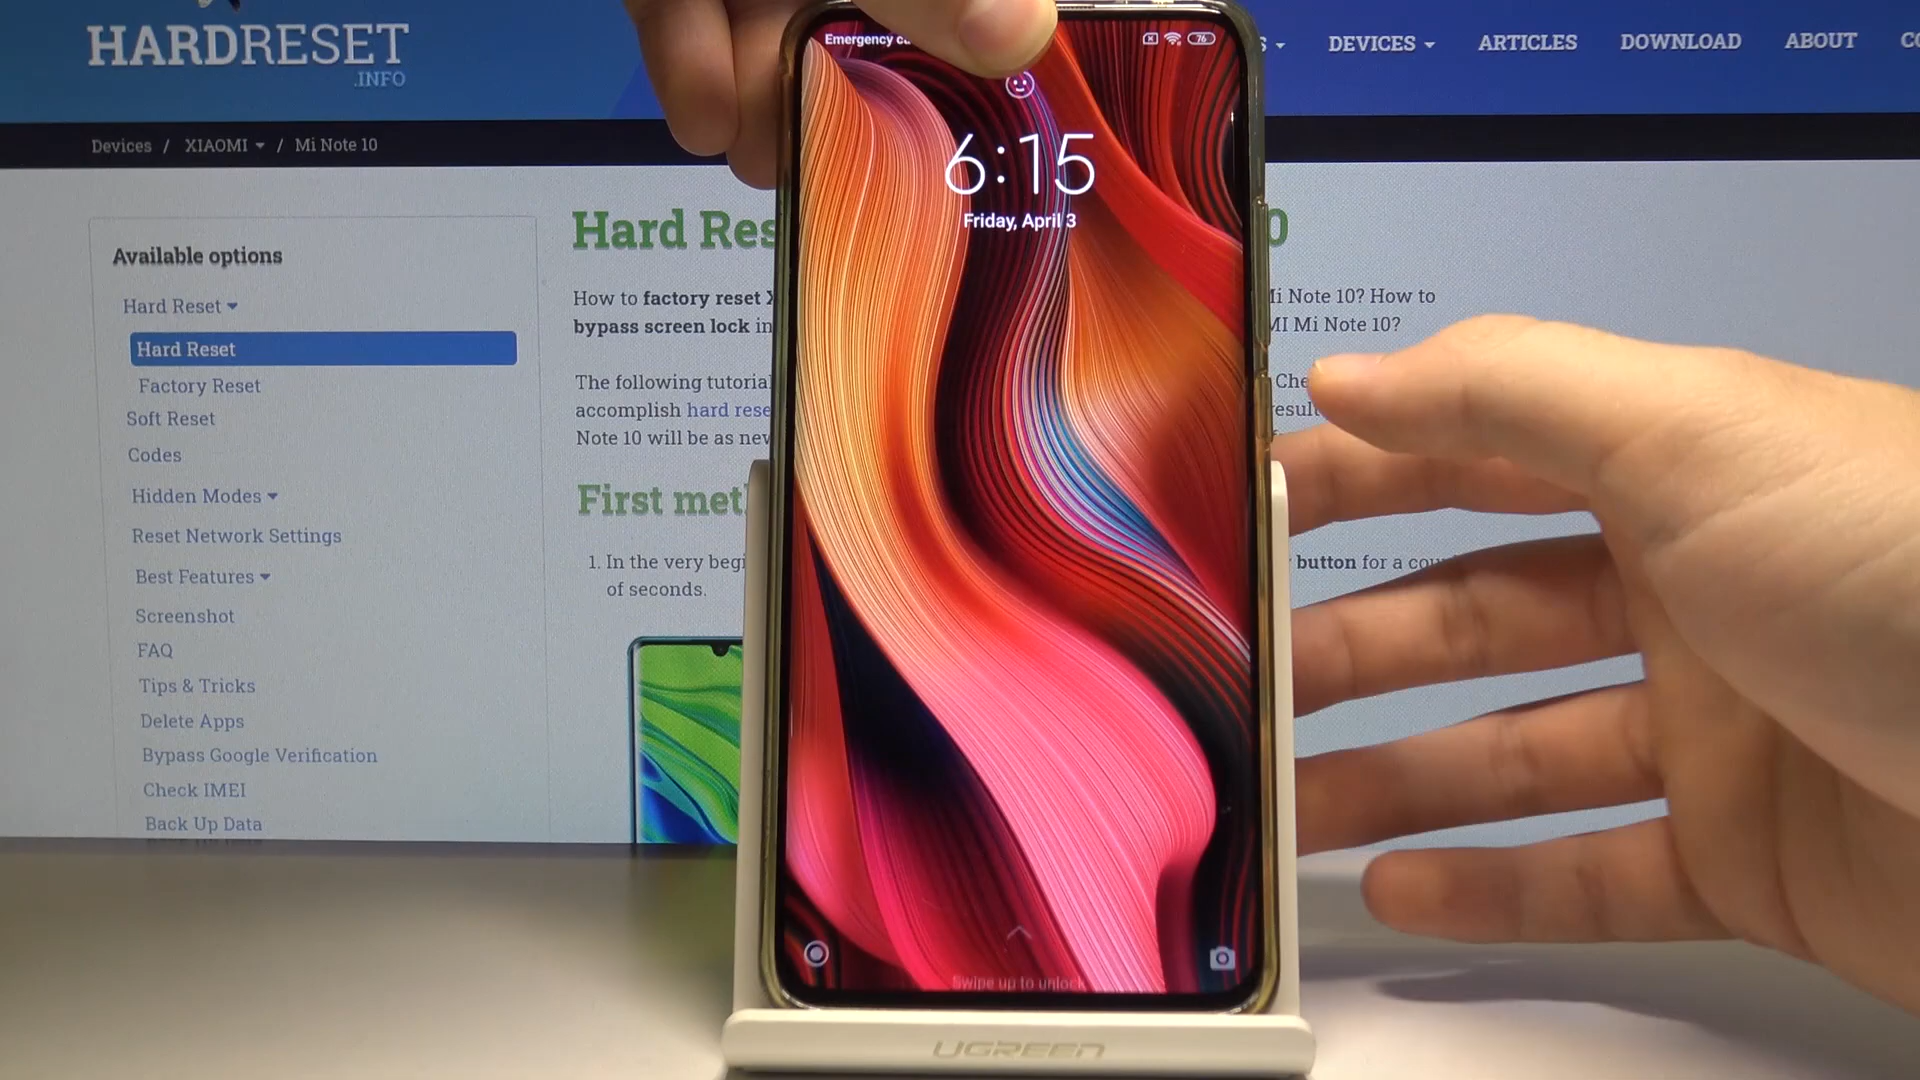 HARDRESET
.INFO
DEVICES
ARTICLES
DOWNLOAD
ABOUT
Devices / XIAOMI / Mi Note 10
Available options
Hard Reset
Hard Reset
Factory Reset
Soft Reset
Codes
Hidden Modes
Reset Network Settings
Best Features
Screenshot
FAQ
Tips & Tricks
Delete Apps
Bypass Google Verification
Check IMEI
Back Up Data
Hard Res
0
How to factory reset X
Mi Note 10? How to
bypass screen lock in
MI Mi Note 10?
The following tutorial
Che
accomplish hard rese
result
Note 10 will be as new
First met
1. In the very begi
button for a cou
of seconds.
Emergency ca
76
6:15
Friday, April 3
Swipe up to unlock
UGREEN